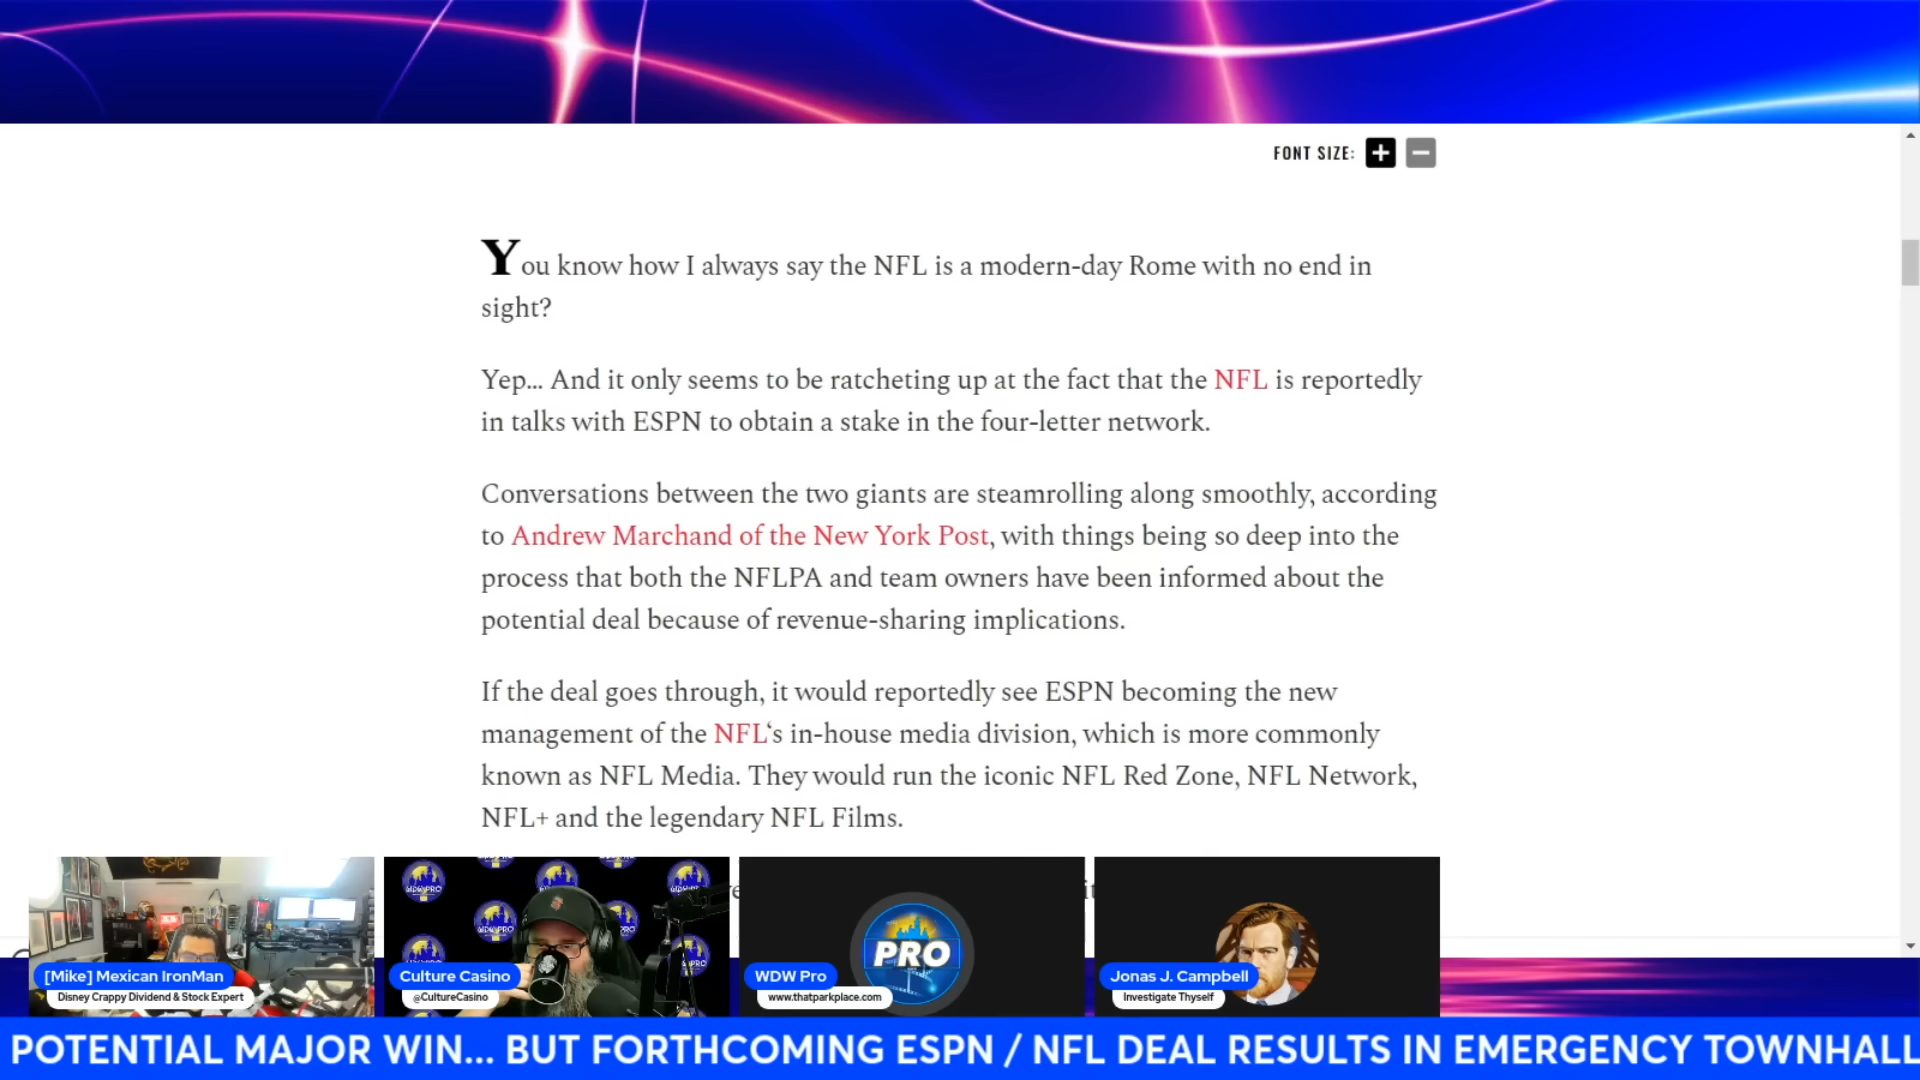 FONT SIZE: + −
You know how I always say the NFL is a modern-day Rome with no end in
sight?
Yep... And it only seems to be ratcheting up at the fact that the NFL is reportedly
in talks with ESPN to obtain a stake in the four-letter network.
Conversations between the two giants are steamrolling along smoothly, according
to Andrew Marchand of the New York Post, with things being so deep into the
process that both the NFLPA and team owners have been informed about the
potential deal because of revenue-sharing implications.
If the deal goes through, it would reportedly see ESPN becoming the new
management of the NFL‘s in-house media division, which is more commonly
known as NFL Media. They would run the iconic NFL Red Zone, NFL Network,
NFL+ and the legendary NFL Films.
WDW PRO
WDW PRO
WDW PRO
WDW PRO
PRO
[Mike] Mexican IronMan
Disney Crappy Dividend & Stock Expert
Culture Casino
@CultureCasino
WDW Pro
www.thatparkplace.com
Jonas J. Campbell
Investigate Thyself
POTENTIAL MAJOR WIN... BUT FORTHCOMING ESPN / NFL DEAL RESULTS IN EMERGENCY TOWNHALL